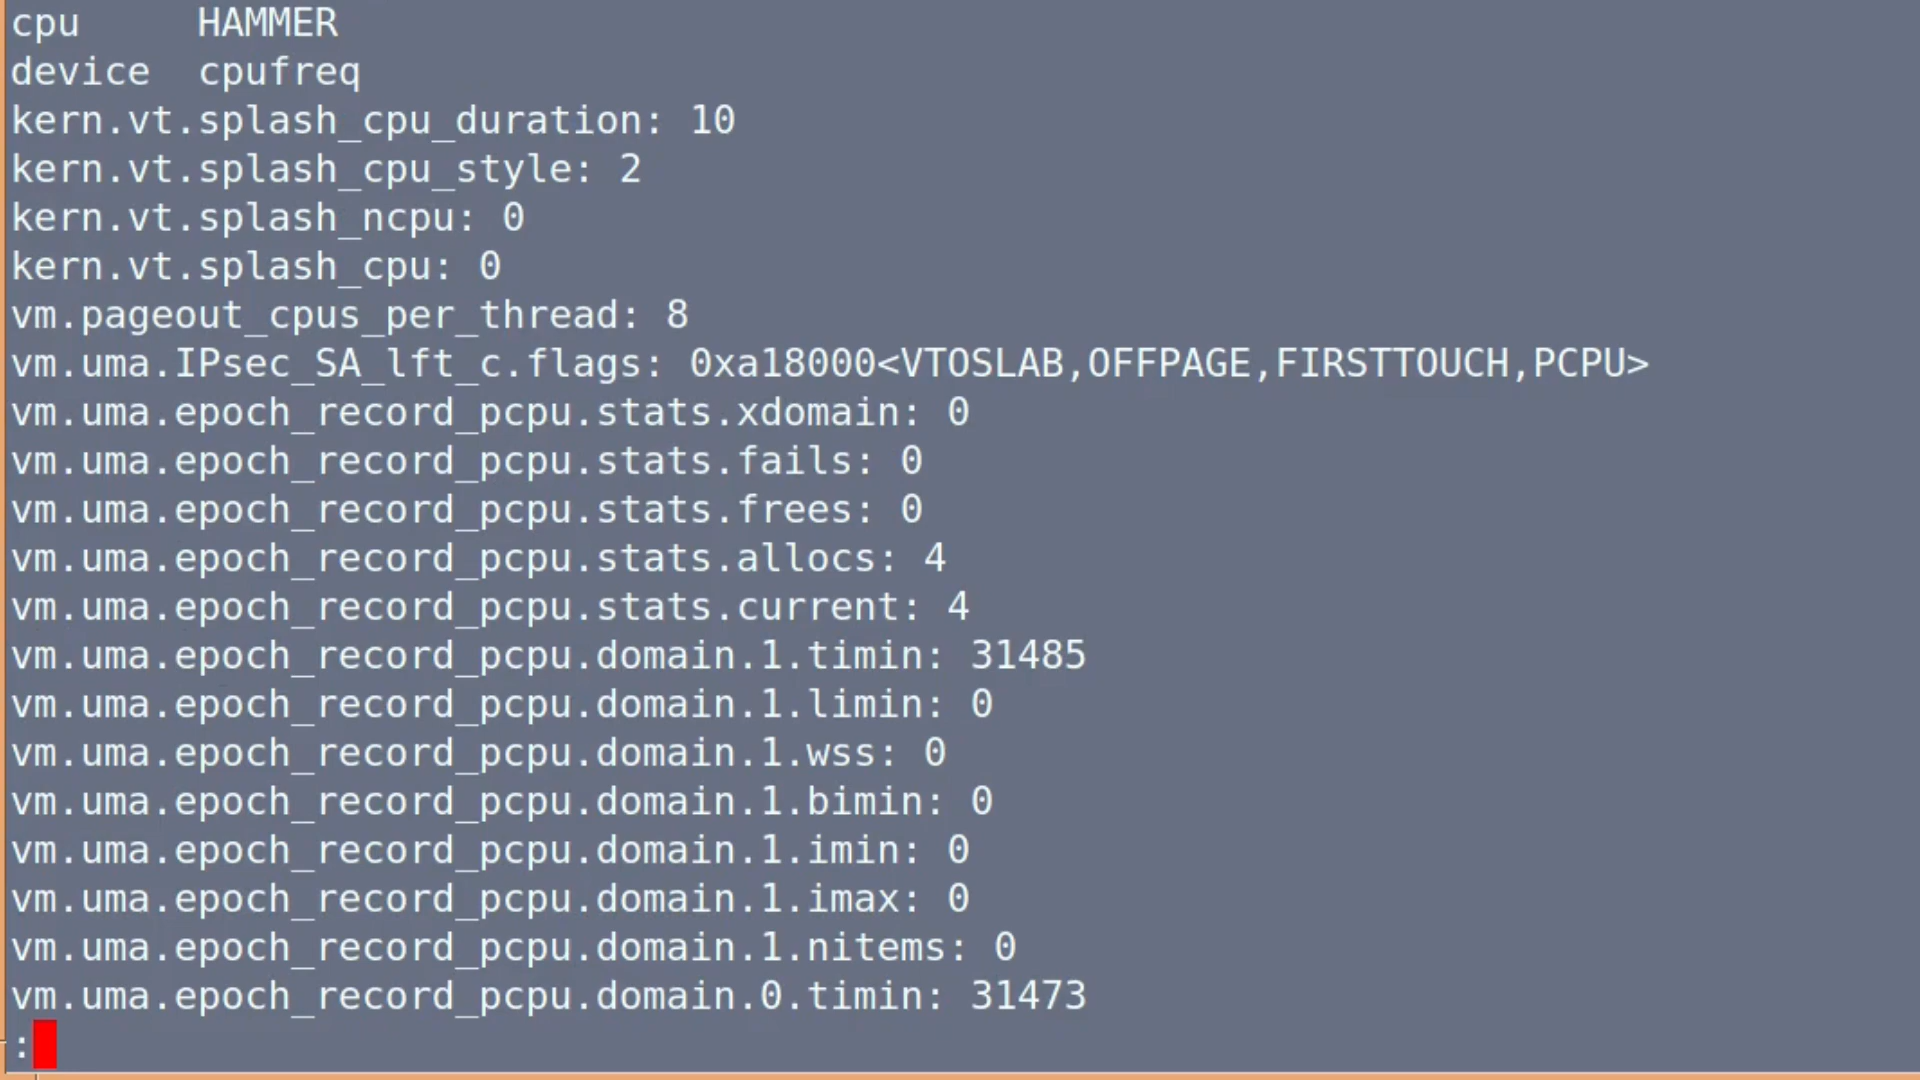 cpu     HAMMER
device  cpufreq
kern.vt.splash_cpu_duration: 10
kern.vt.splash_cpu_style: 2
kern.vt.splash_ncpu: 0
kern.vt.splash_cpu: 0
vm.pageout_cpus_per_thread: 8
vm.uma.IPsec_SA_lft_c.flags: 0xa18000<VTOSLAB,OFFPAGE,FIRSTTOUCH,PCPU>
vm.uma.epoch_record_pcpu.stats.xdomain: 0
vm.uma.epoch_record_pcpu.stats.fails: 0
vm.uma.epoch_record_pcpu.stats.frees: 0
vm.uma.epoch_record_pcpu.stats.allocs: 4
vm.uma.epoch_record_pcpu.stats.current: 4
vm.uma.epoch_record_pcpu.domain.1.timin: 31485
vm.uma.epoch_record_pcpu.domain.1.limin: 0
vm.uma.epoch_record_pcpu.domain.1.wss: 0
vm.uma.epoch_record_pcpu.domain.1.bimin: 0
vm.uma.epoch_record_pcpu.domain.1.imin: 0
vm.uma.epoch_record_pcpu.domain.1.imax: 0
vm.uma.epoch_record_pcpu.domain.1.nitems: 0
vm.uma.epoch_record_pcpu.domain.0.timin: 31473
: